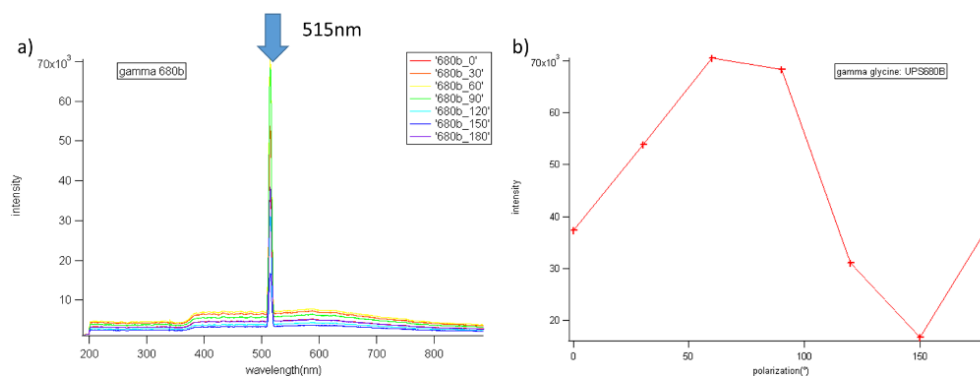 a)
515nm
gamma 680b
'680b_0'
'680b_30'
'680b_60'
'680b_90'
'680b_120'
'680b_150'
'680b_180'
70x10³
60
50
40
30
20
10
intensity
200
300
400
500
600
700
800
wavelength(nm)
b)
gamma glycine: UPS680B
70x10³
60
50
40
30
20
intensity
0
50
100
150
polarization(°)